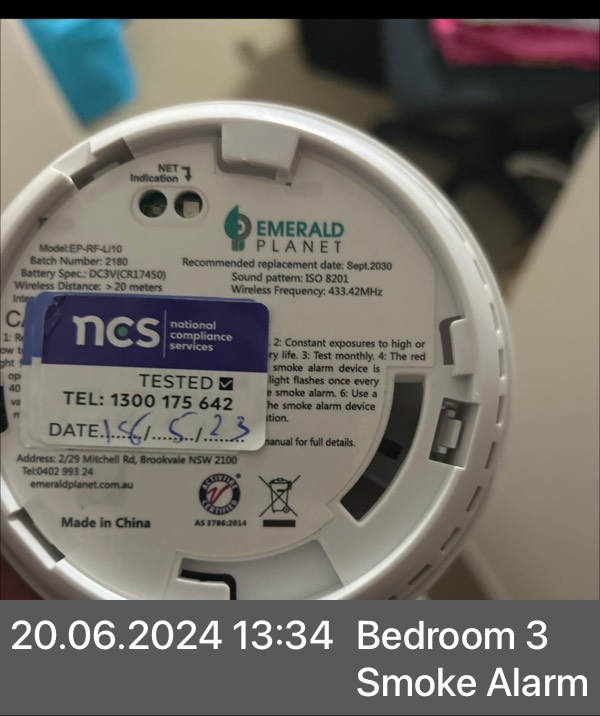 NET
Indication
EMERALD
PLANET
Model:EP-RF-Li10
Batch Number: 2180
Battery Spec.: DC3V(CR17450)
Wireless Distance: > 20 meters
Recommended replacement date: Sept.2030
Sound pattern: ISO 8201
Wireless Frequency: 433.42MHz
ncs
national
compliance
services
TESTED
TEL: 1300 175 642
DATE / 5 / 23
2: Constant exposures to high or
life. 3: Test monthly. 4: The red
smoke alarm device is
light flashes once every
smoke alarm. 6: Use a
smoke alarm device
manual for full details.
Address: 2/29 Mitchell Rd, Brookvale NSW 2100
Tel:0402 993 24
emeraldplanet.com.au
Made in China
ACTIVFIRE
CERTIFIED
AS 3786:2014
20.06.2024 13:34
Bedroom 3
Smoke Alarm